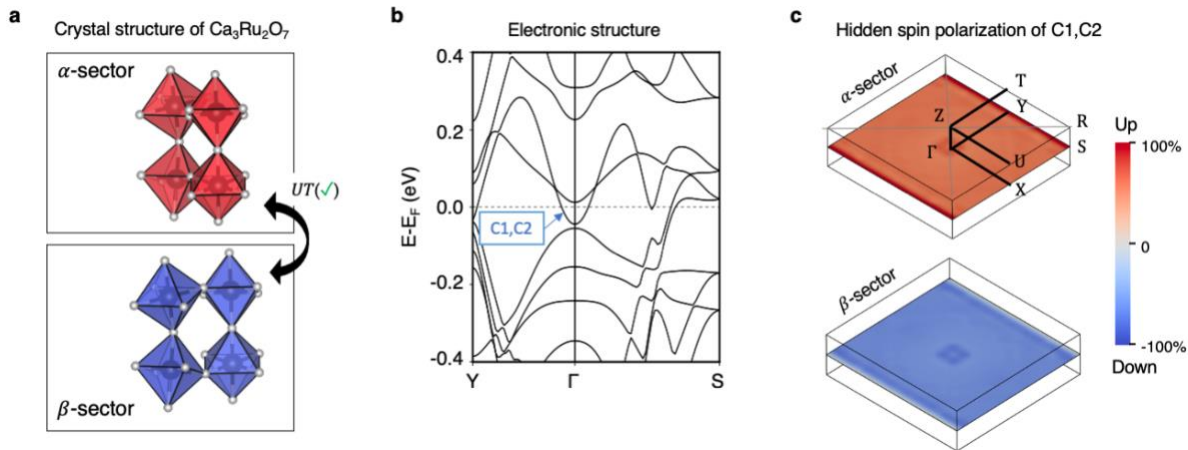 a
Crystal structure of Ca₃Ru₂O₇
α-sector
UT(✓)
β-sector
b
Electronic structure
E-E_F (eV)
0.4
0.2
0.0
-0.2
-0.4
C1,C2
Y
Γ
S
c
Hidden spin polarization of C1,C2
α-sector
T
Y
Z
R
S
Γ
U
X
β-sector
Up
100%
0
-100%
Down